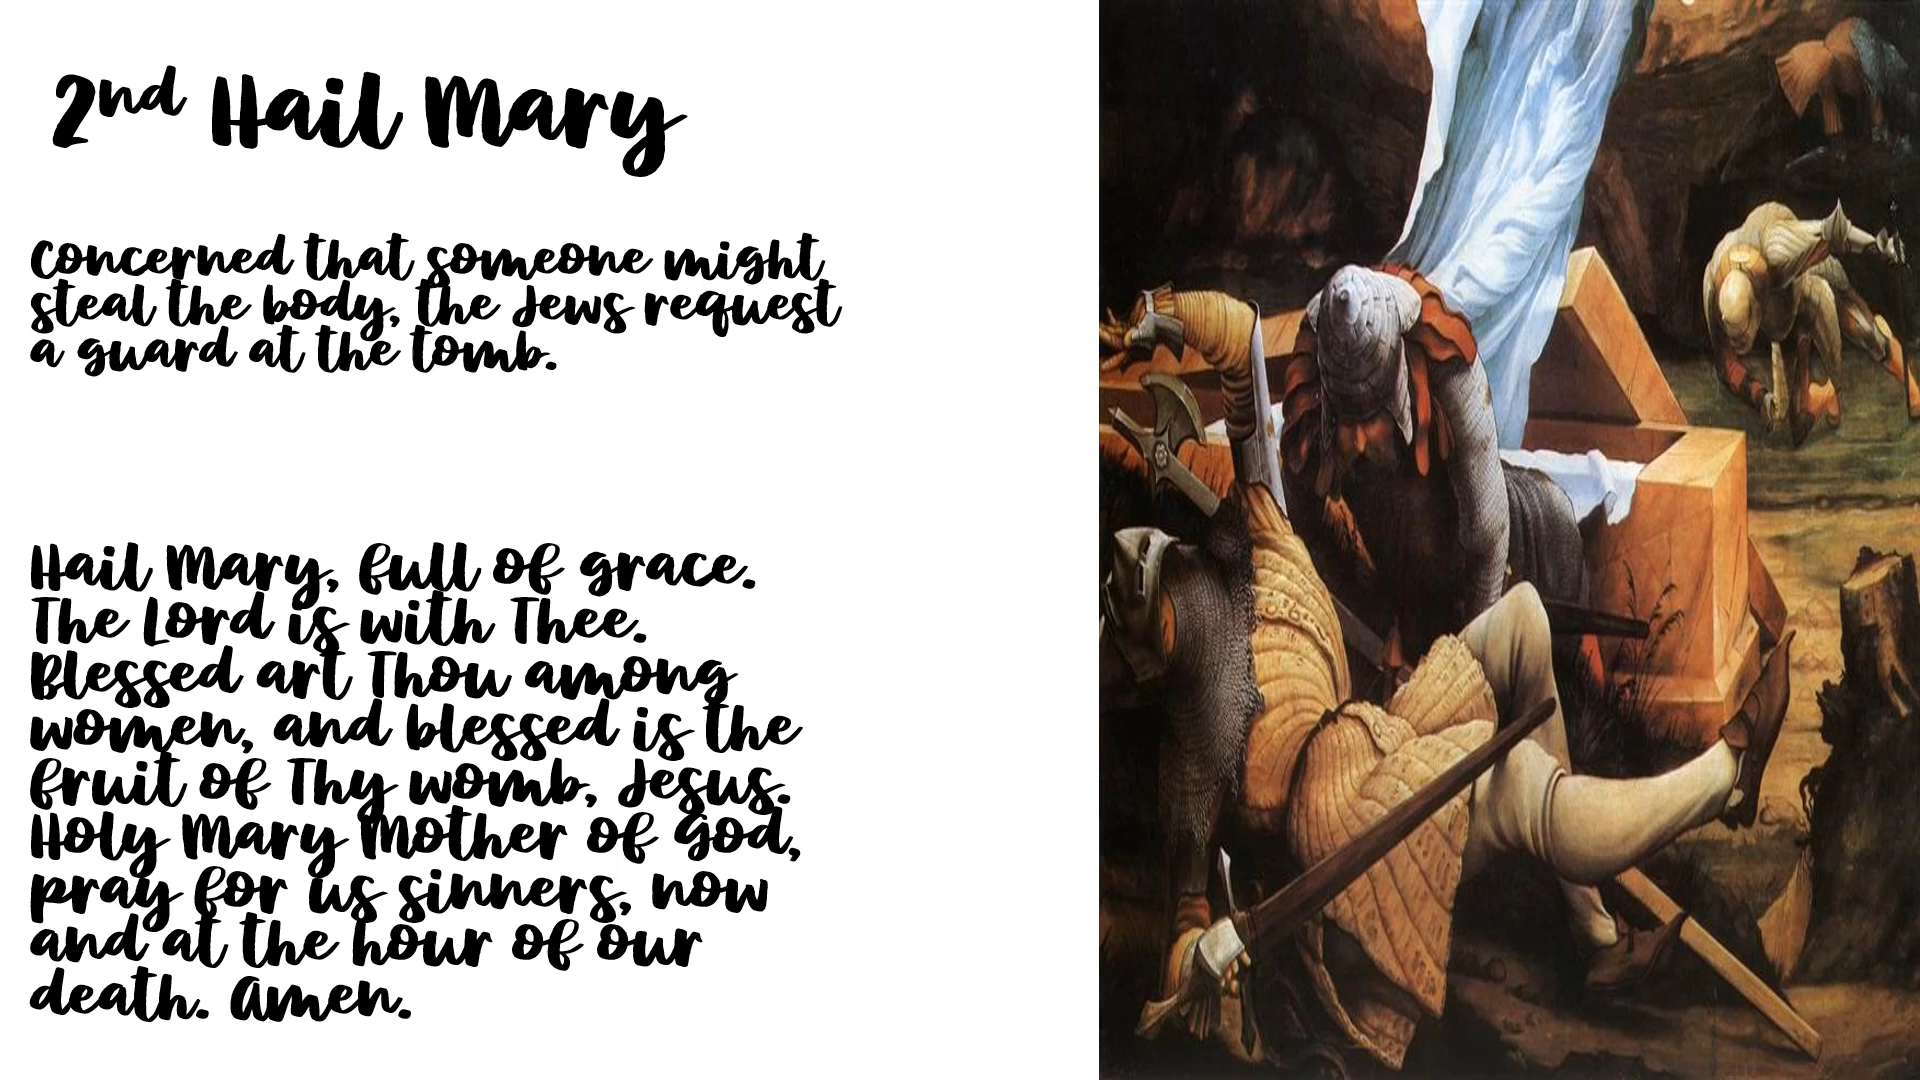 2nd Hail Mary
Concerned that someone might
steal the body, the Jews request
a guard at the tomb.
Hail Mary, full of grace.
The Lord is with Thee.
Blessed art Thou among
women, and blessed is the
fruit of Thy womb, Jesus.
Holy Mary Mother of God,
pray for us sinners, now
and at the hour of our
death. Amen.